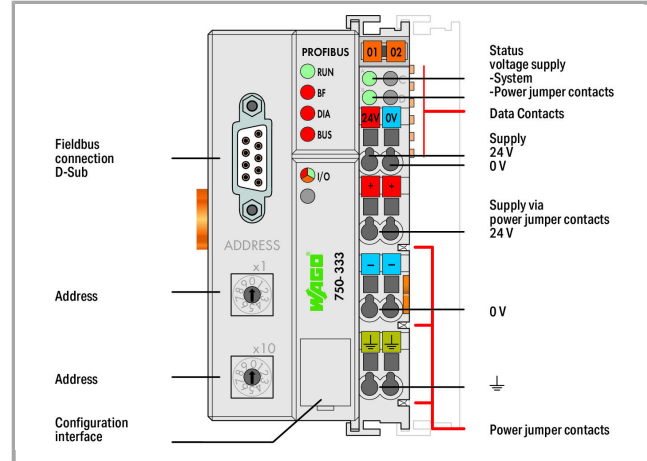 Fieldbus
connection
D-Sub
Address
Address
Configuration
interface
ADDRESS
x1
x10
PROFIBUS
RUN
BF
DIA
BUS
I/O
WAGO
750-333
01 02
24V 0V
+ +
– –
Status
voltage supply
-System
-Power jumper contacts
Data Contacts
Supply
24 V
0 V
Supply via
power jumper contacts
24 V
0 V
Power jumper contacts